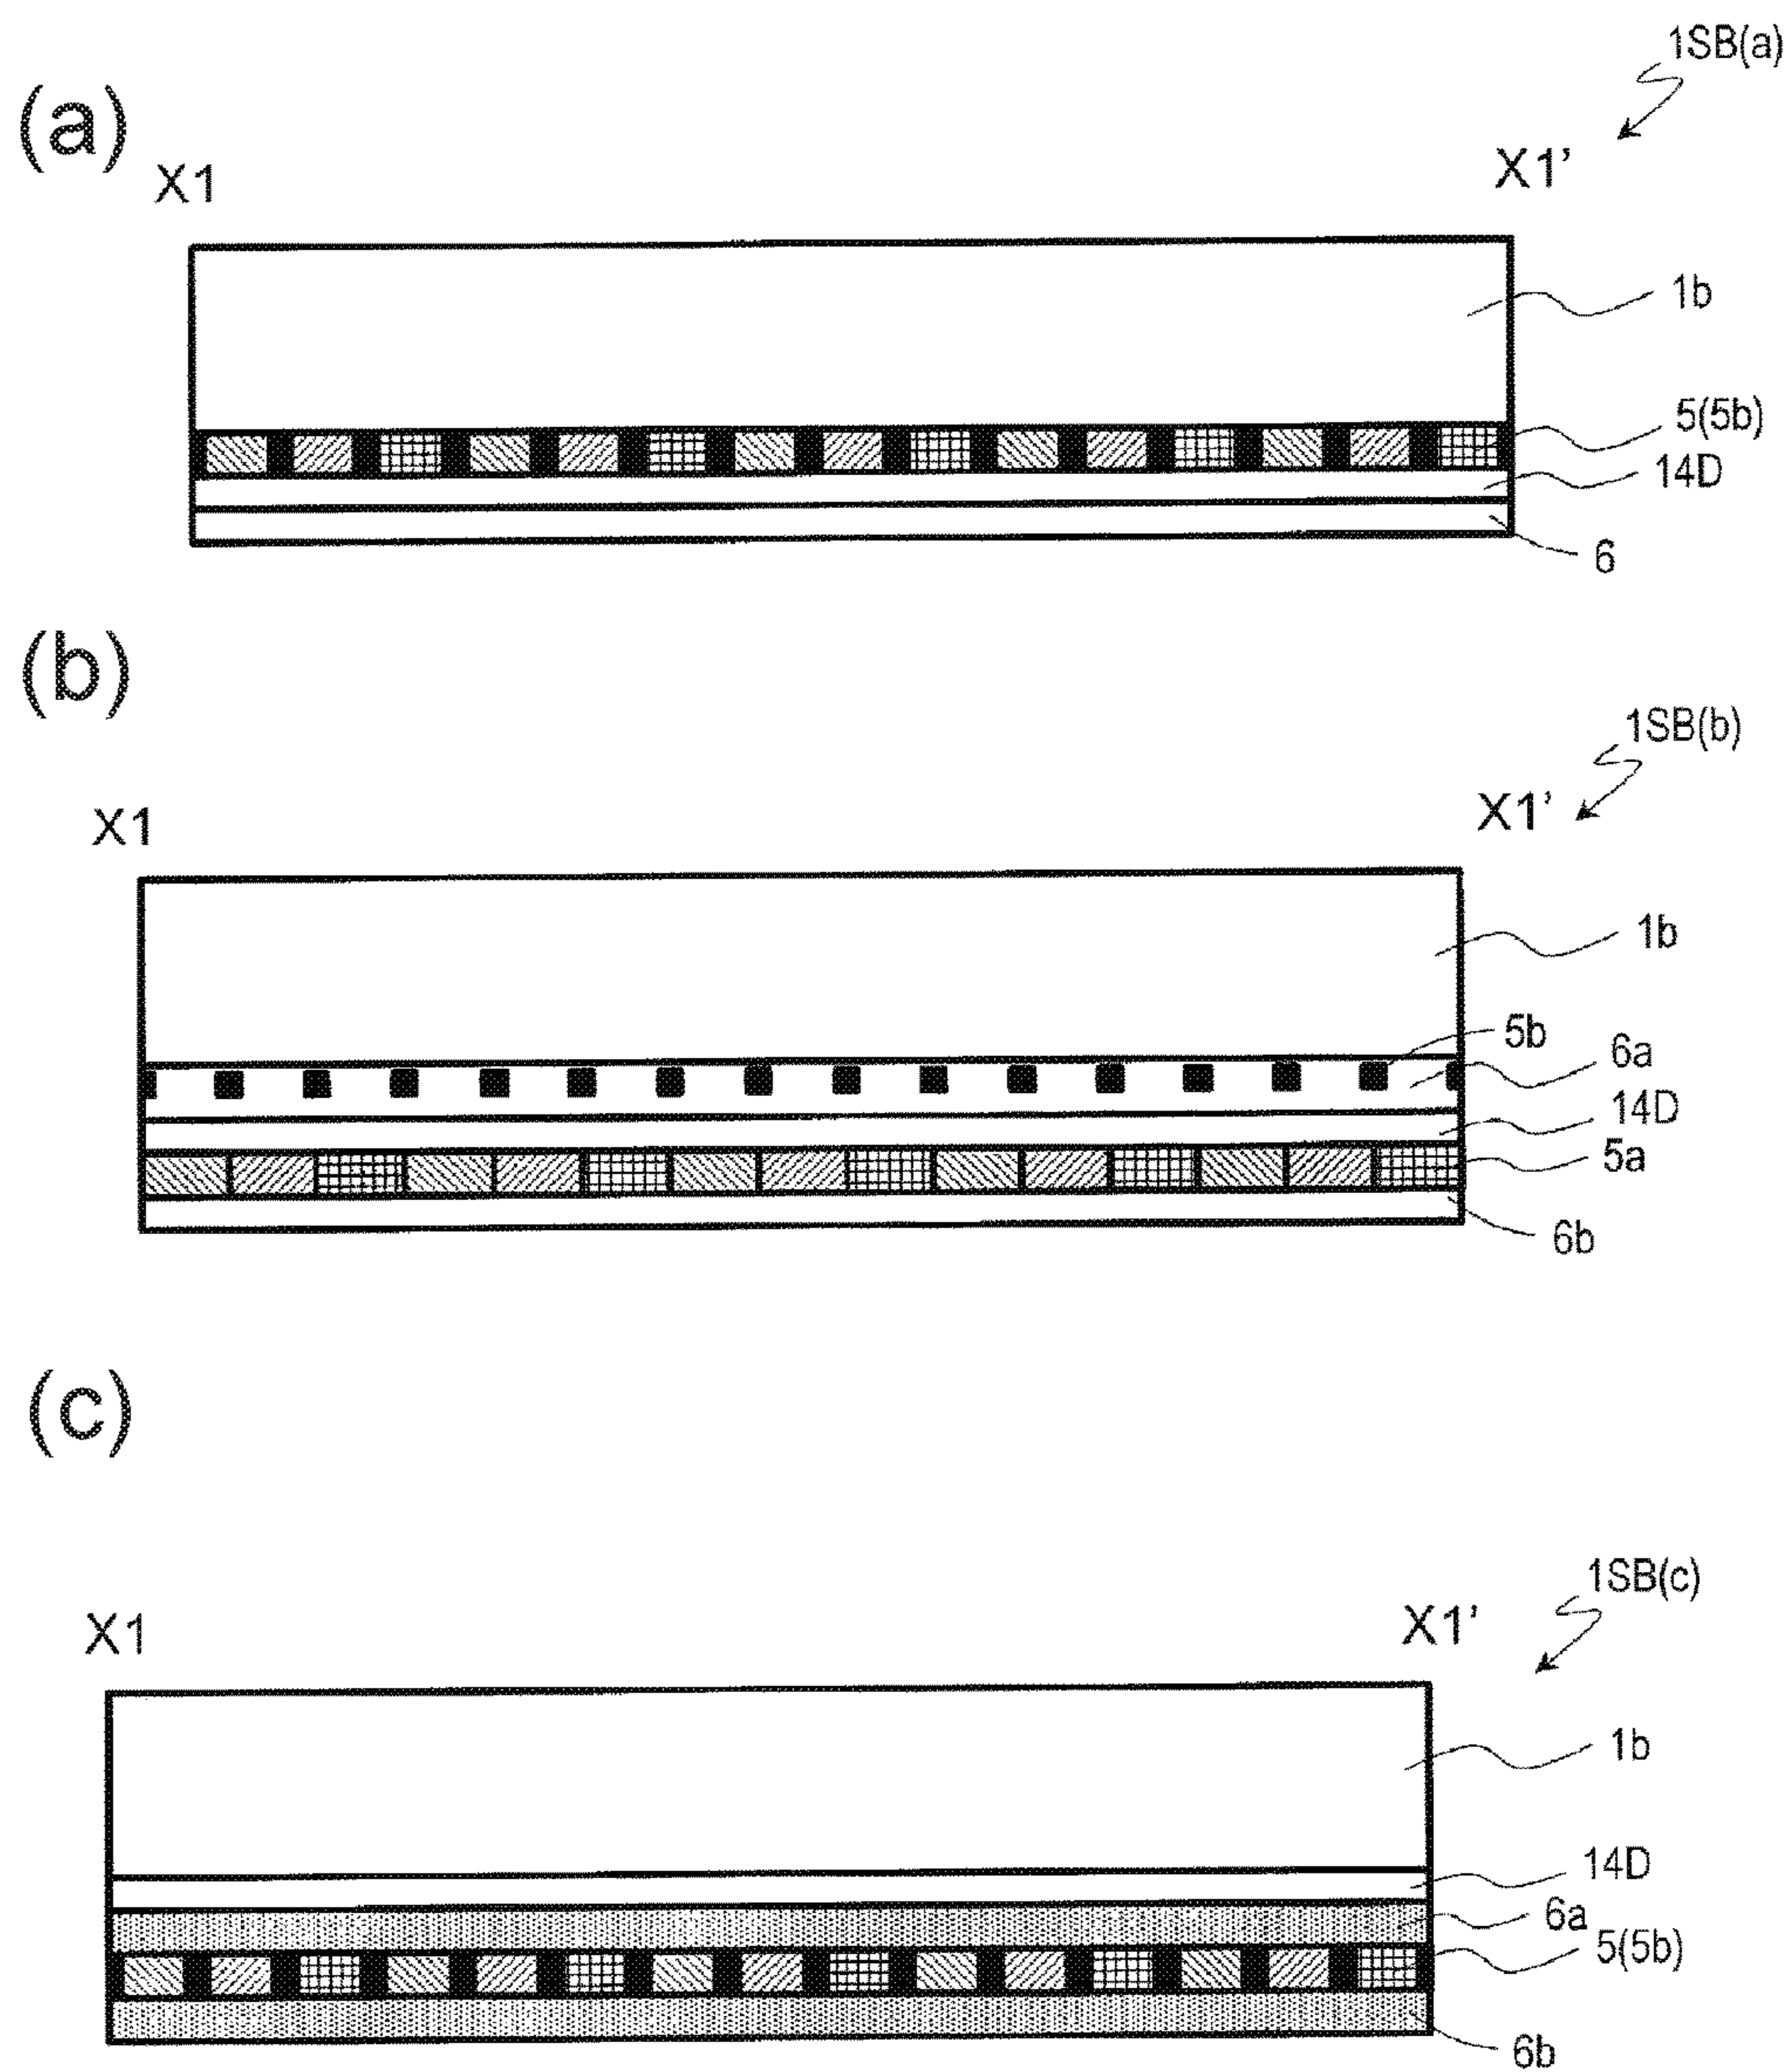 1SB(a)
(a)
X1
X1’
1b
5(5b)
14D
6
(b)
1SB(b)
X1
X1’
1b
5b
6a
14D
5a
6b
(c)
1SB(c)
X1
X1’
1b
14D
6a
5(5b)
6b